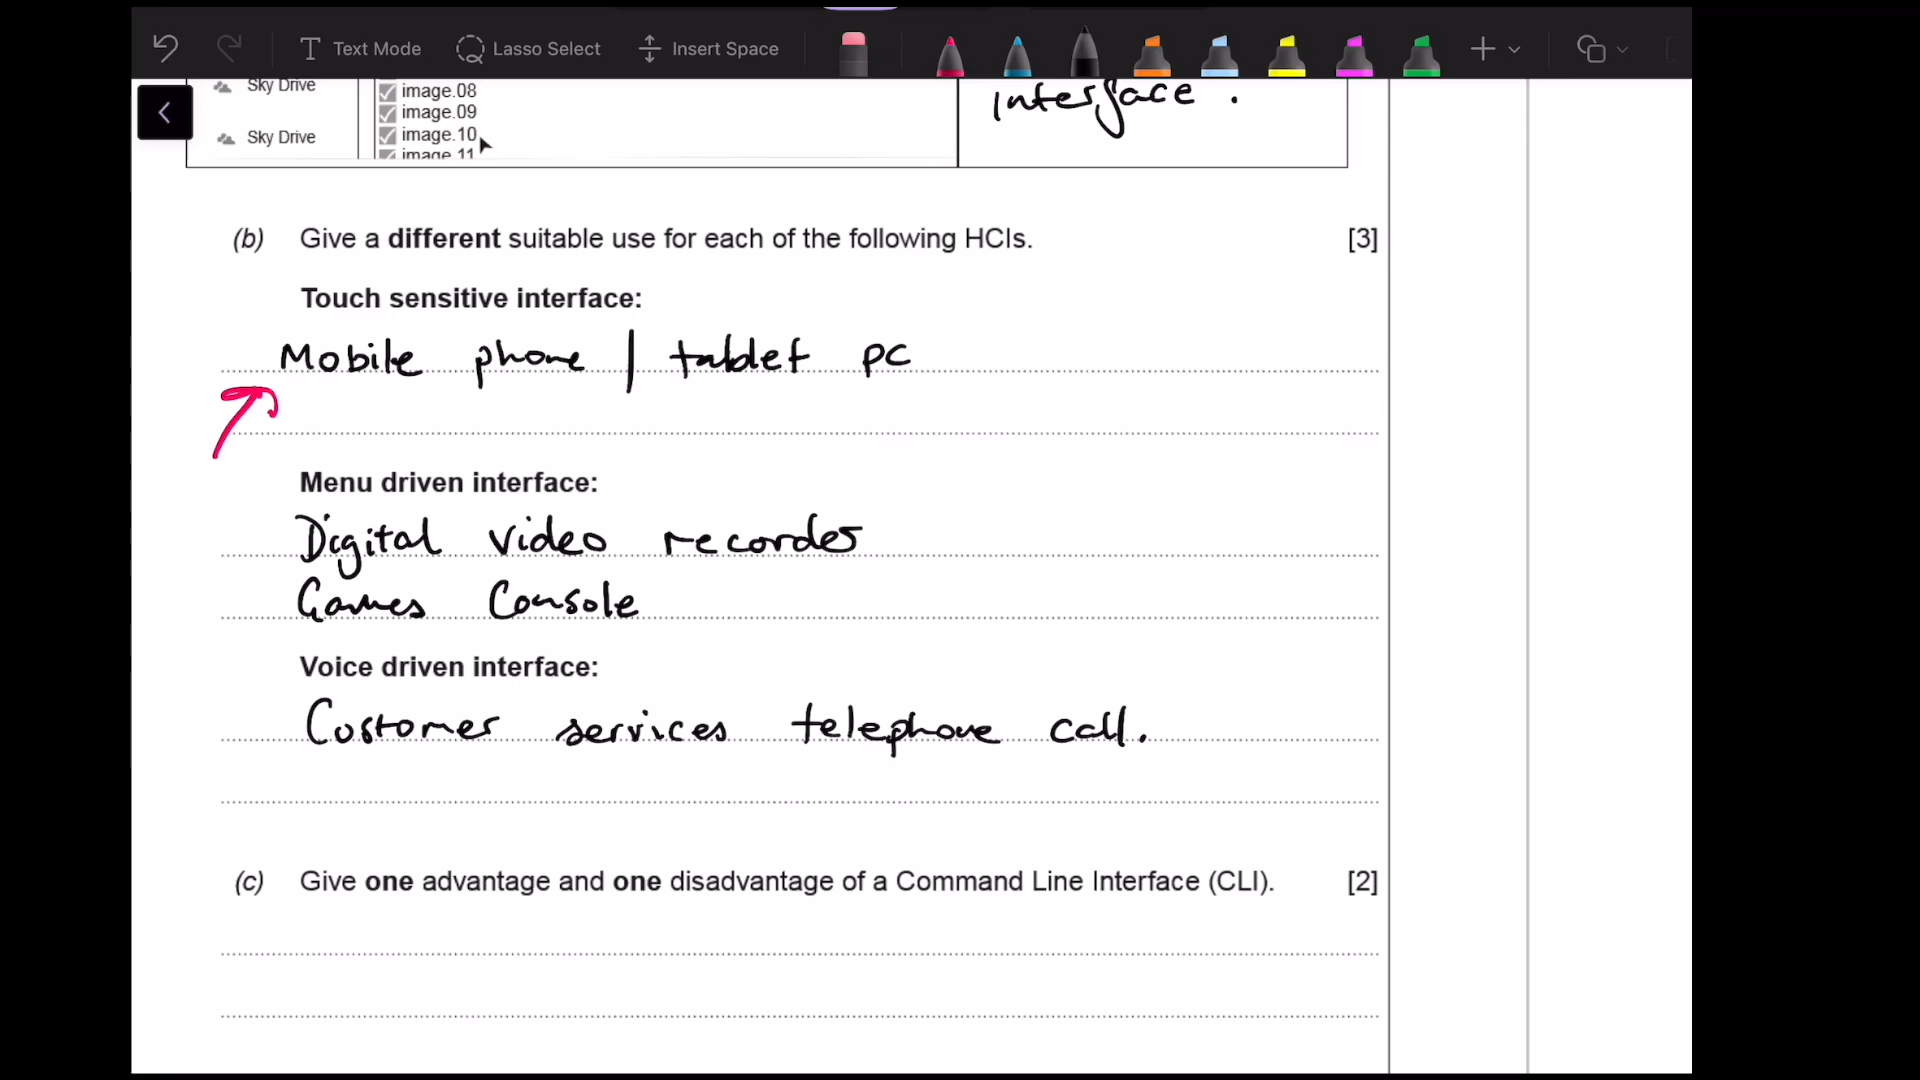 Text Mode Lasso Select Insert Space
Sky Drive
image.08
image.09
interface.
Sky Drive
image.10
image.11
(b) Give a different suitable use for each of the following HCIs. [3]
Touch sensitive interface:
Mobile phone | tablet pc
Menu driven interface:
Digital video recorder
Games Console
Voice driven interface:
Customer services telephone call.
(c) Give one advantage and one disadvantage of a Command Line Interface (CLI). [2]